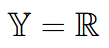 𝕐 = ℝ